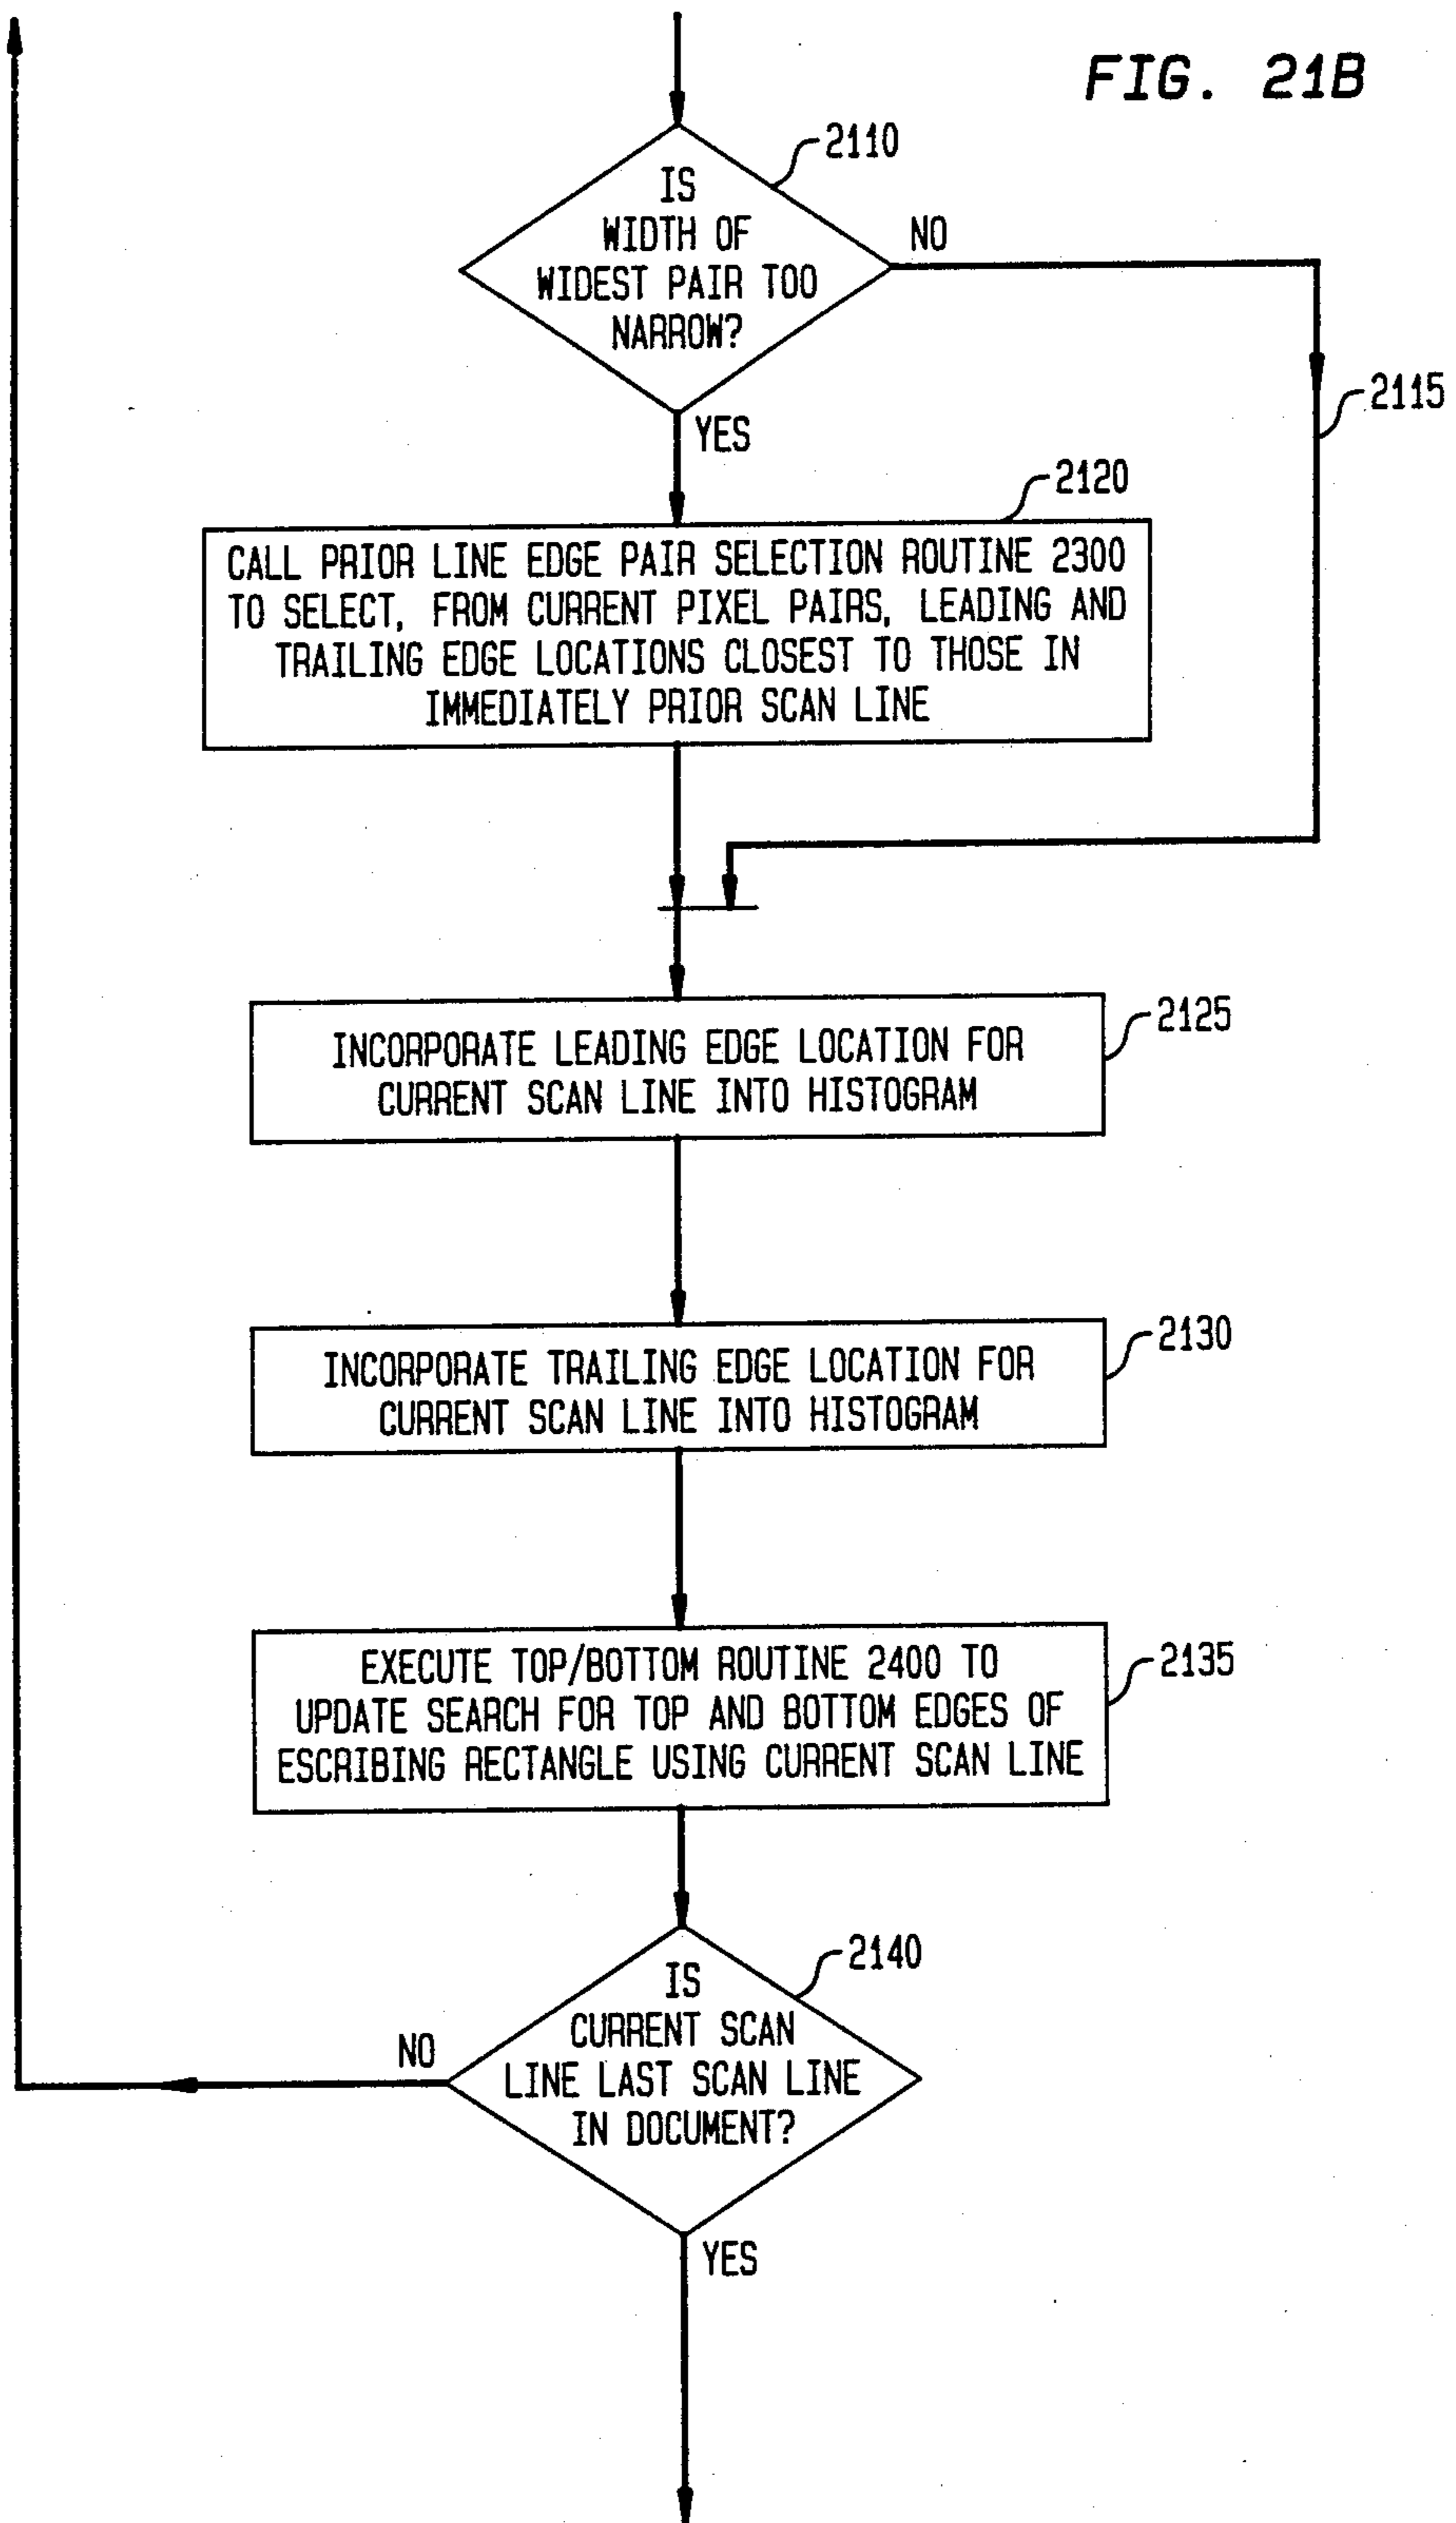 FIG. 21B
2110
IS
WIDTH OF
WIDEST PAIR TOO
NARROW?
NO
2115
YES
2120
CALL PRIOR LINE EDGE PAIR SELECTION ROUTINE 2300
TO SELECT, FROM CURRENT PIXEL PAIRS, LEADING AND
TRAILING EDGE LOCATIONS CLOSEST TO THOSE IN
IMMEDIATELY PRIOR SCAN LINE
2125
INCORPORATE LEADING EDGE LOCATION FOR
CURRENT SCAN LINE INTO HISTOGRAM
2130
INCORPORATE TRAILING EDGE LOCATION FOR
CURRENT SCAN LINE INTO HISTOGRAM
2135
EXECUTE TOP/BOTTOM ROUTINE 2400 TO
UPDATE SEARCH FOR TOP AND BOTTOM EDGES OF
ESCRIBING RECTANGLE USING CURRENT SCAN LINE
2140
IS
CURRENT SCAN
LINE LAST SCAN LINE
IN DOCUMENT?
NO
YES